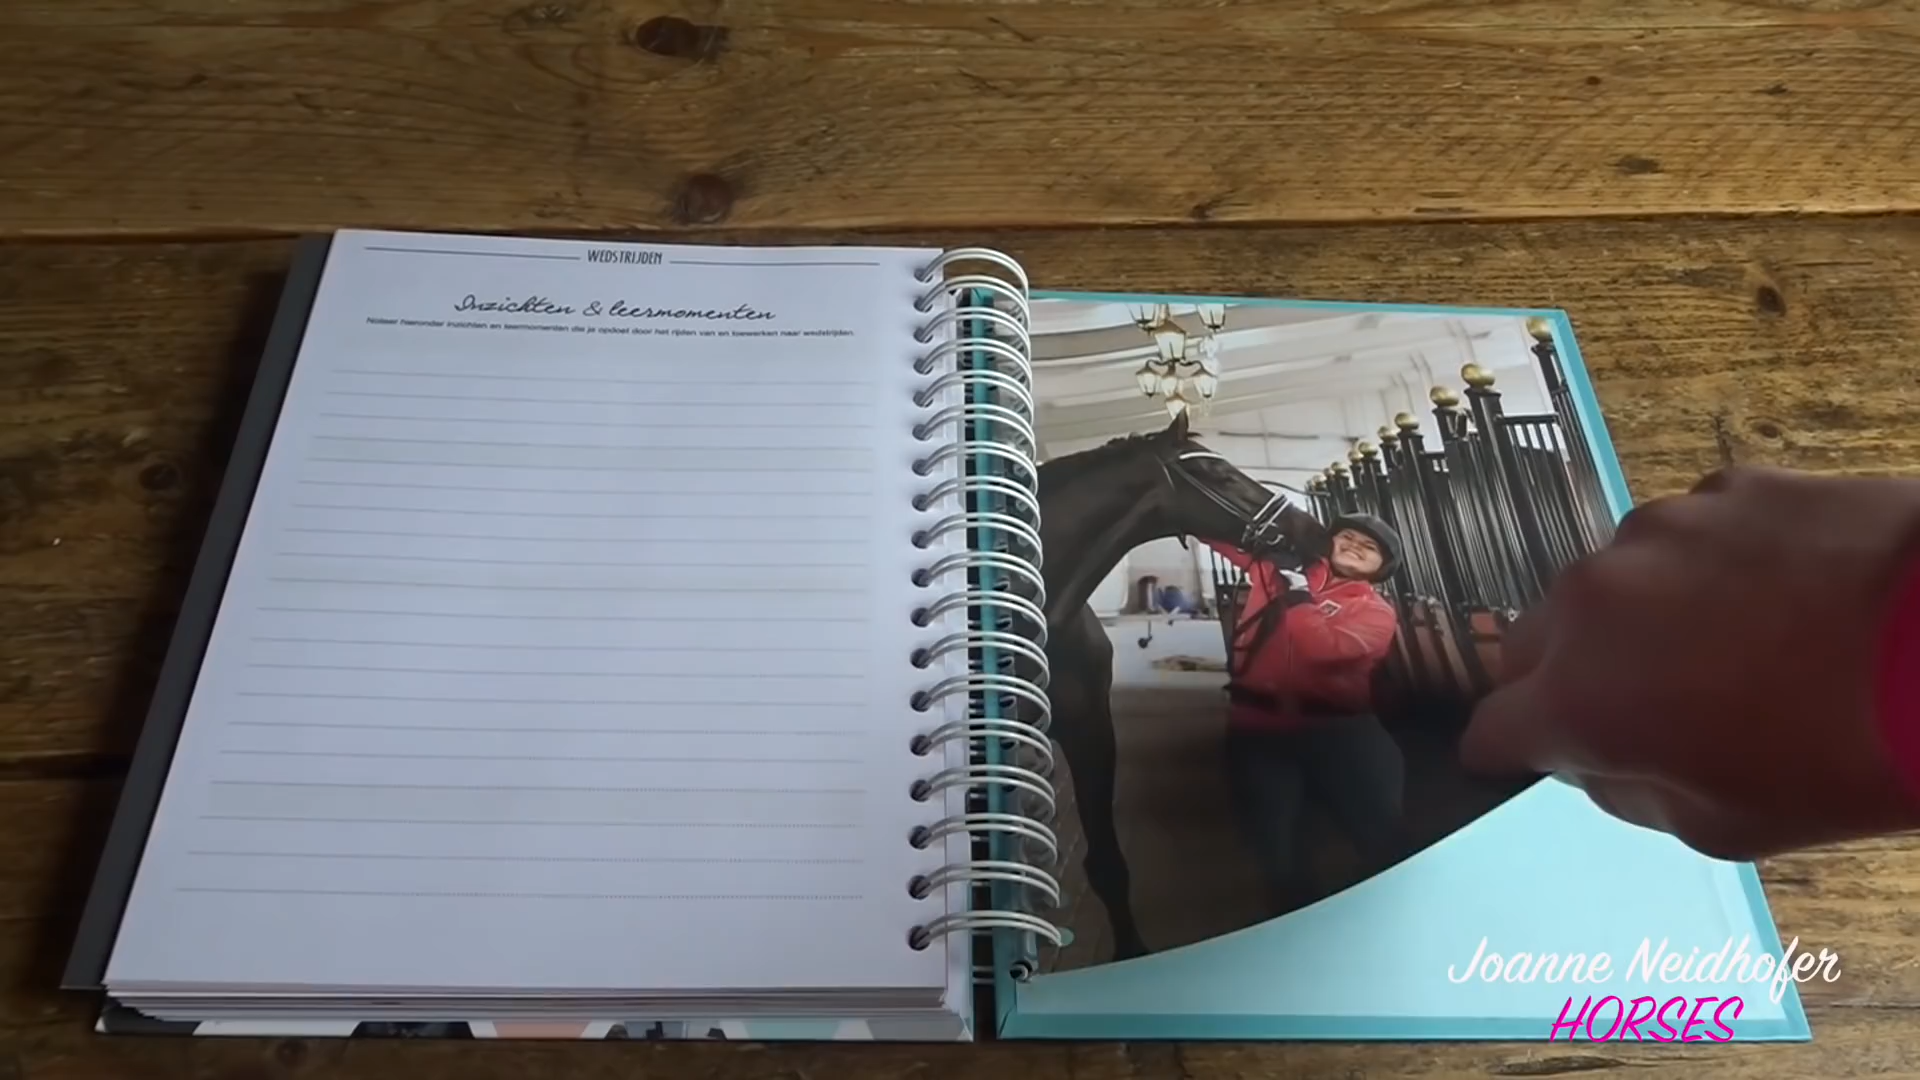 WEDSTRIJDEN
Inzichten & leermomenten
Noteer hieronder inzichten en leermomenten die je opdoet door het rijden van en toewerken naar wedstrijden.
Joanne Neidhofer
HORSES